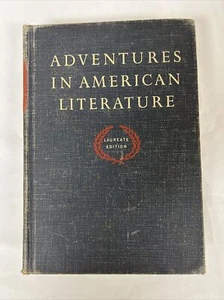 ADVENTURES
IN AMERICAN
LITERATURE
LAUREATE
EDITION